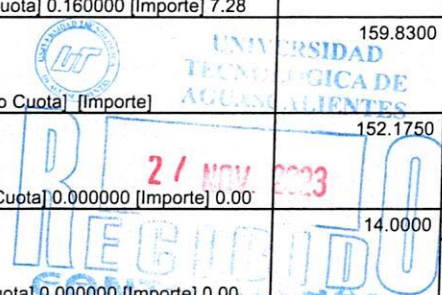 uota] 0.160000 [Importe] 7.28
159.8300
UNIVERSIDAD
TECNOLOGICA DE
AGUASCALIENTES
UT
o Cuota] [Importe]
152.1750
27 NOV. 2023
Cuota] 0.000000 [Importe] 0.00
14.0000
RECIBIDO
uota] 0.000000 [Importe] 0.00